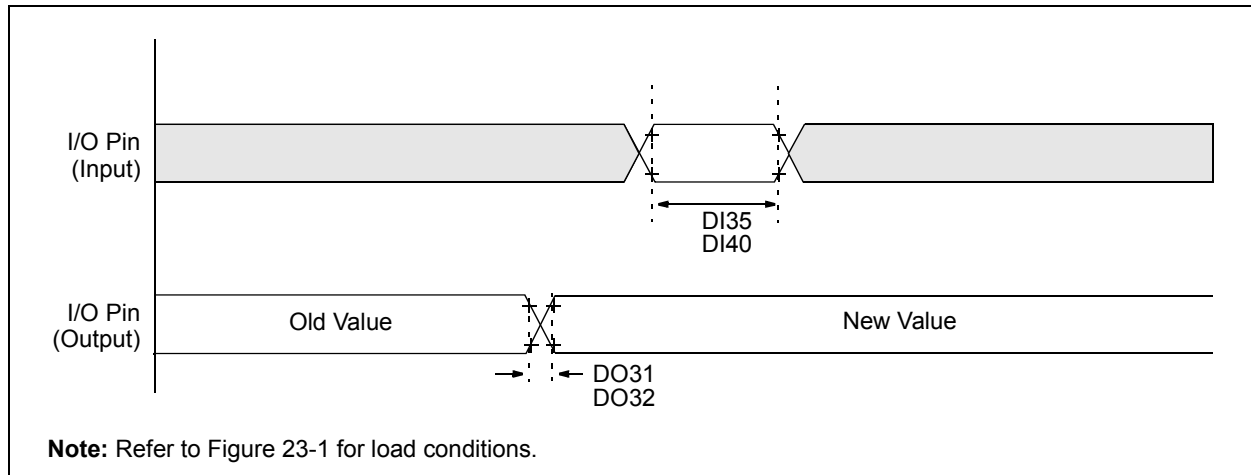 I/O Pin
(Input)
DI35
DI40
I/O Pin
(Output)
Old Value
New Value
DO31
DO32
Note: Refer to Figure 23-1 for load conditions.